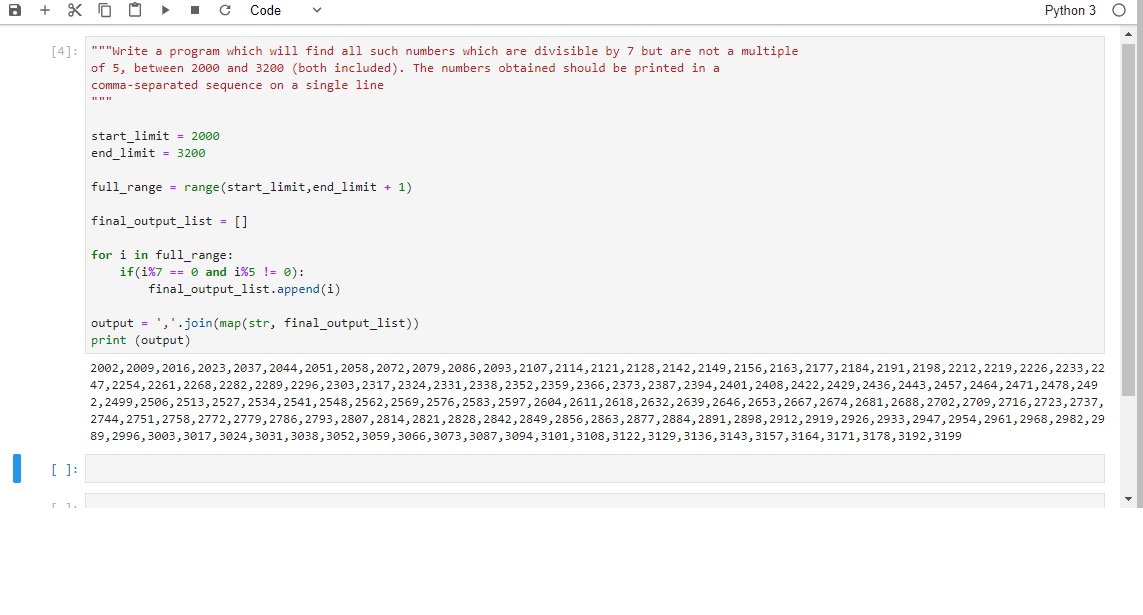 Code
Python 3
[4]:
"""Write a program which will find all such numbers which are divisible by 7 but are not a multiple
of 5, between 2000 and 3200 (both included). The numbers obtained should be printed in a
comma-separated sequence on a single line
"""
start_limit = 2000
end_limit = 3200
full_range = range(start_limit,end_limit + 1)
final_output_list = []
for i in full_range:
    if(i%7 == 0 and i%5 != 0):
        final_output_list.append(i)
output = ','.join(map(str, final_output_list))
print (output)
2002,2009,2016,2023,2037,2044,2051,2058,2072,2079,2086,2093,2107,2114,2121,2128,2142,2149,2156,2163,2177,2184,2191,2198,2212,2219,2226,2233,22
47,2254,2261,2268,2282,2289,2296,2303,2317,2324,2331,2338,2352,2359,2366,2373,2387,2394,2401,2408,2422,2429,2436,2443,2457,2464,2471,2478,249
2,2499,2506,2513,2527,2534,2541,2548,2562,2569,2576,2583,2597,2604,2611,2618,2632,2639,2646,2653,2667,2674,2681,2688,2702,2709,2716,2723,2737,
2744,2751,2758,2772,2779,2786,2793,2807,2814,2821,2828,2842,2849,2856,2863,2877,2884,2891,2898,2912,2919,2926,2933,2947,2954,2961,2968,2982,29
89,2996,3003,3017,3024,3031,3038,3052,3059,3066,3073,3087,3094,3101,3108,3122,3129,3136,3143,3157,3164,3171,3178,3192,3199
[ ]:
[ ]: